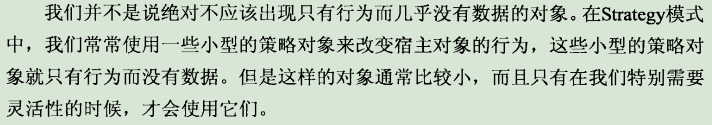 我们并不是说绝对不应该出现只有行为而几乎没有数据的对象。在Strategy模式
中，我们常常使用一些小型的策略对象来改变宿主对象的行为，这些小型的策略对
象就只有行为而没有数据。但是这样的对象通常比较小，而且只有在我们特别需要
灵活性的时候，才会使用它们。